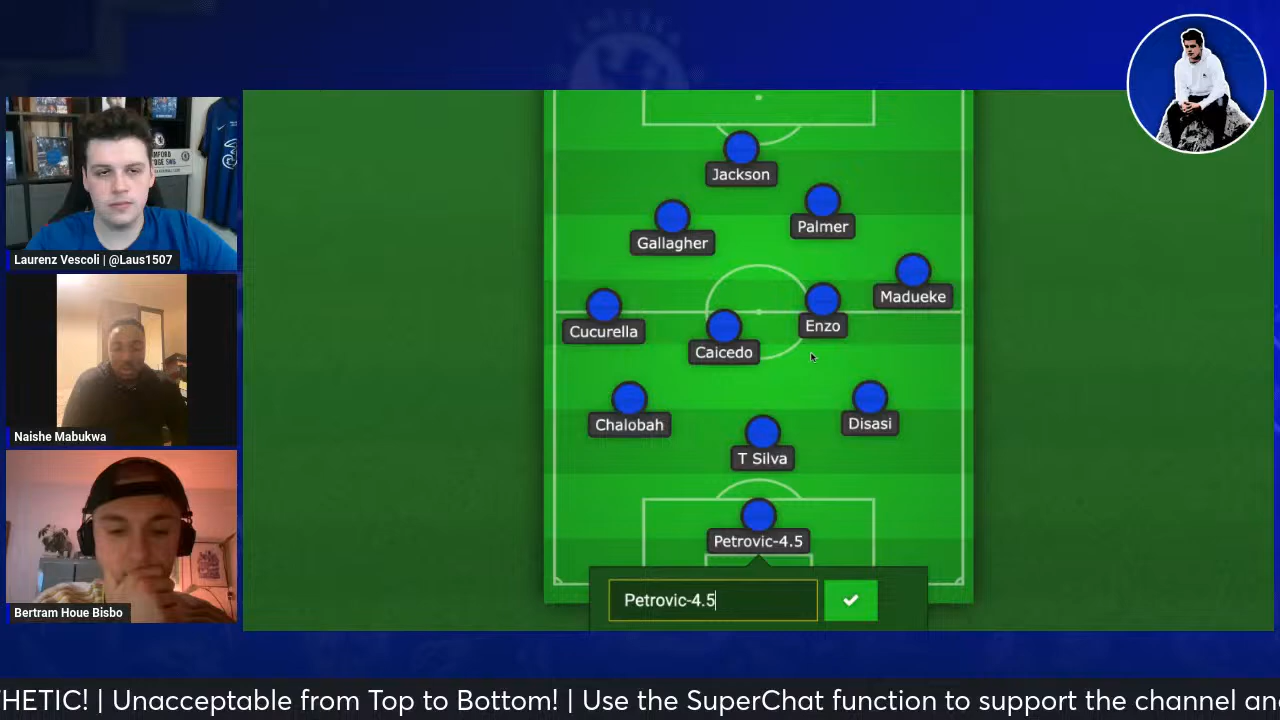 Laurenz Vescoli | @Laus1507
Naishe Mabukwa
Bertram Houe Bisbo
Jackson
Palmer
Gallagher
Madueke
Cucurella
Enzo
Caicedo
Chalobah
Disasi
T Silva
Petrovic-4.5
Petrovic-4.5
HETIC! | Unacceptable from Top to Bottom! | Use the SuperChat function to support the channel an